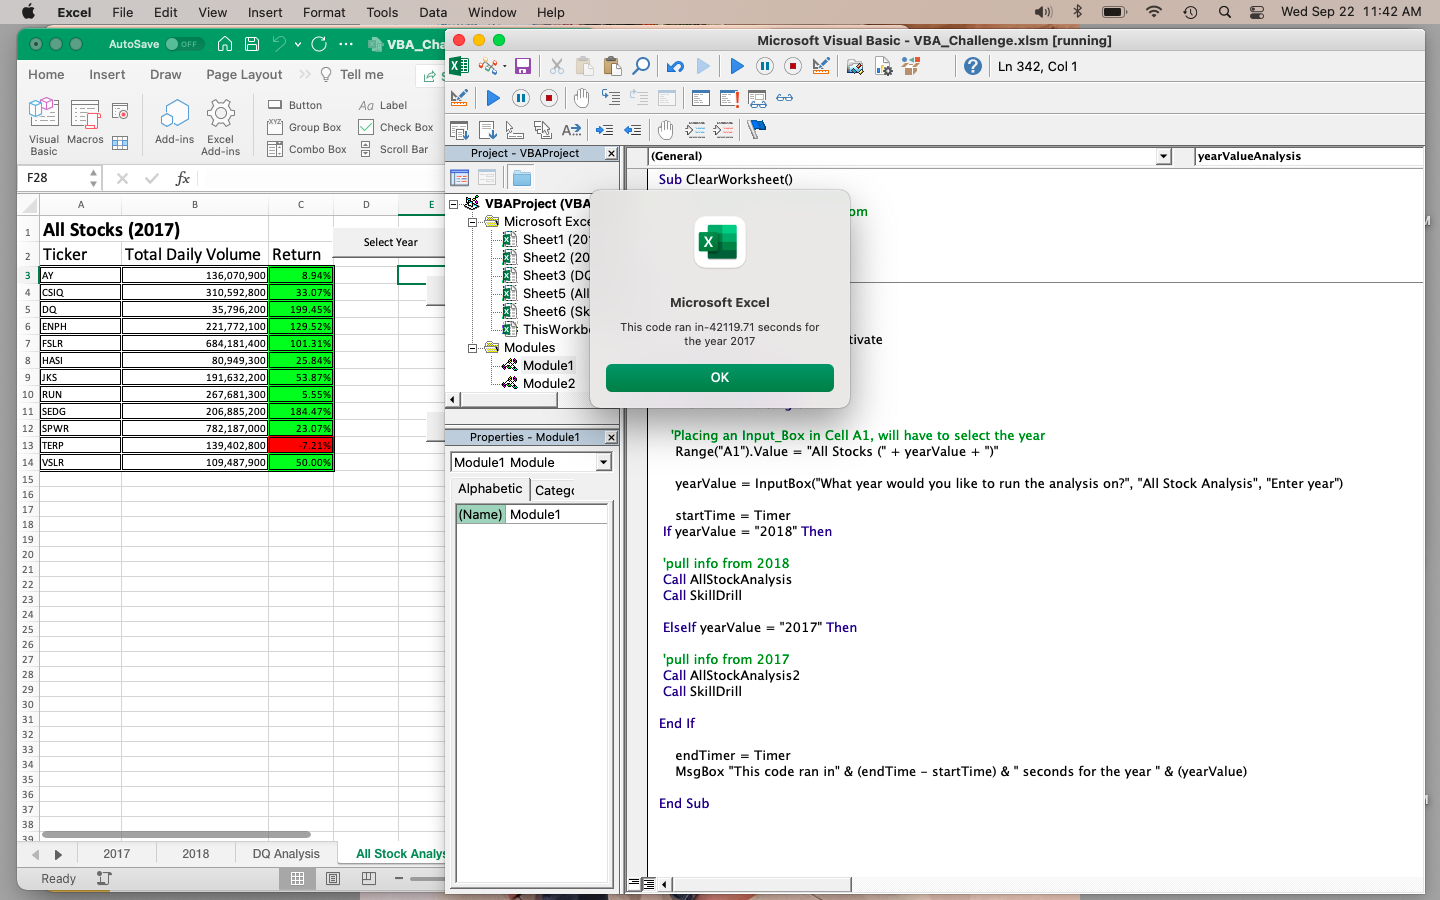 Excel File Edit View Insert Format Tools Data Window Help Wed Sep 22 11:42 AM
AutoSave OFF VBA_Cha
Microsoft Visual Basic - VBA_Challenge.xlsm [running]
Home Insert Draw Page Layout Tell me
Ln 342, Col 1
Visual Basic
Macros
Add-ins
Excel Add-ins
Button
Group Box
Combo Box
Aa Label
Check Box
Scroll Bar
F28 fx
A B C D E
1 All Stocks (2017)
Select Year
2 Ticker Total Daily Volume Return
3 AY 136,070,900 8.94%
4 CSIQ 310,592,800 33.07%
5 DQ 35,796,200 199.45%
6 ENPH 221,772,100 129.52%
7 FSLR 684,181,400 101.31%
8 HASI 80,949,300 25.84%
9 JKS 191,632,200 53.87%
10 RUN 267,681,300 5.55%
11 SEDG 206,885,200 184.47%
12 SPWR 782,187,000 23.07%
13 TERP 139,402,800 -7.21%
14 VSLR 109,487,900 50.00%
15
16
17
18
19
20
21
22
23
24
25
26
27
28
29
30
31
32
33
34
35
36
37
38
39
2017 2018 DQ Analysis All Stock Analys
Ready
Project - VBAProject
VBAProject (VBA
Microsoft Exce
Sheet1 (20
Sheet2 (20
Sheet3 (DQ
Sheet5 (All
Sheet6 (Sk
ThisWorkbo
Modules
Module1
Module2
Properties - Module1
Module1 Module
Alphabetic Catego
(Name) Module1
(General) yearValueAnalysis
Sub ClearWorksheet()
om
tivate
Microsoft Excel
This code ran in-42119.71 seconds for
the year 2017
OK
'Placing an Input_Box in Cell A1, will have to select the year
Range("A1").Value = "All Stocks (" + yearValue + ")"
yearValue = InputBox("What year would you like to run the analysis on?", "All Stock Analysis", "Enter year")
startTime = Timer
If yearValue = "2018" Then
'pull info from 2018
Call AllStockAnalysis
Call SkillDrill
ElseIf yearValue = "2017" Then
'pull info from 2017
Call AllStockAnalysis2
Call SkillDrill
End If
endTimer = Timer
MsgBox "This code ran in" & (endTime - startTime) & " seconds for the year " & (yearValue)
End Sub